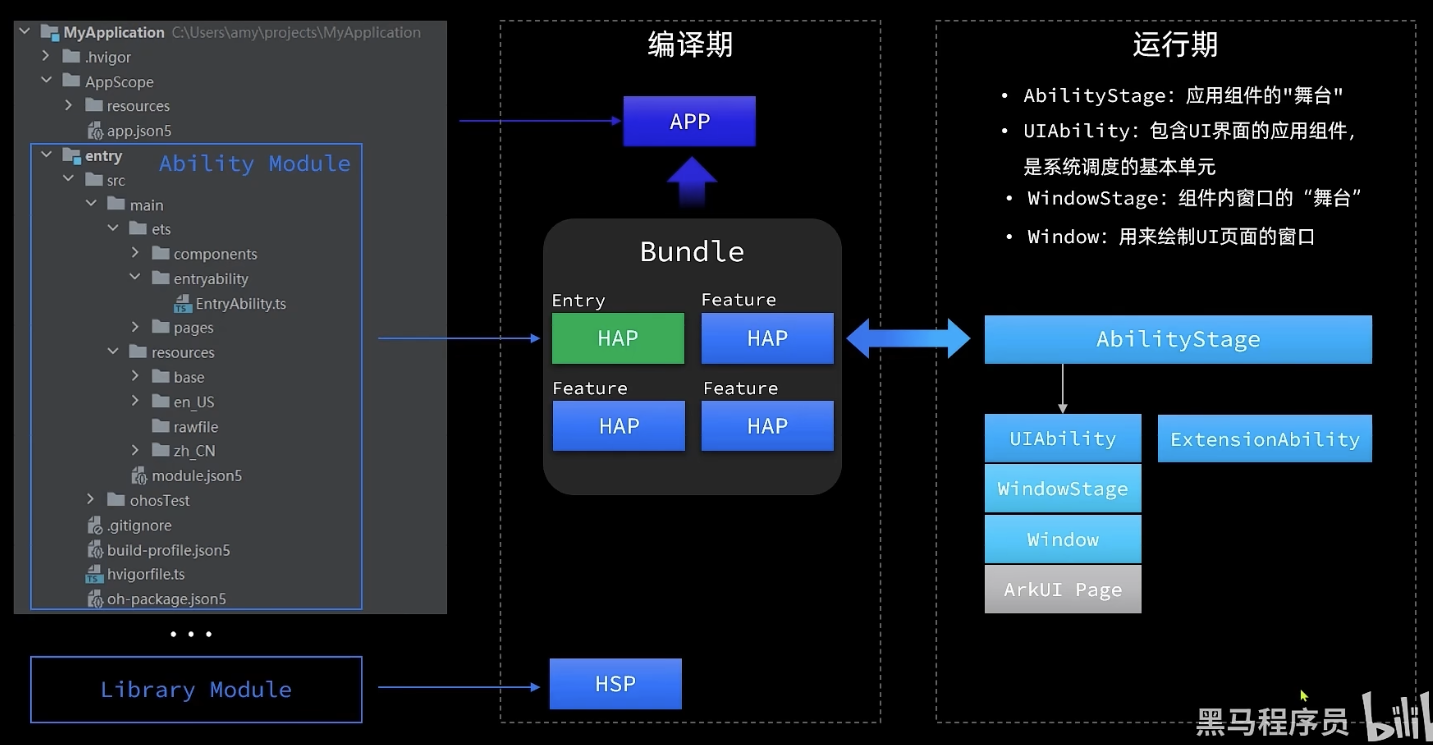 MyApplication C:\Users\amy\projects\MyApplication
.hvigor
AppScope
resources
app.json5
entry
Ability Module
src
main
ets
components
entryability
EntryAbility.ts
pages
resources
base
en_US
rawfile
zh_CN
module.json5
ohosTest
.gitignore
build-profile.json5
hvigorfile.ts
oh-package.json5
...
Library Module
编译期
APP
Bundle
Entry
HAP
Feature
HAP
Feature
HAP
Feature
HAP
HSP
运行期
• AbilityStage：应用组件的"舞台"
• UIAbility：包含UI界面的应用组件，
是系统调度的基本单元
• WindowStage：组件内窗口的“舞台”
• Window：用来绘制UI页面的窗口
AbilityStage
UIAbility
ExtensionAbility
WindowStage
Window
ArkUI Page
黑马程序员